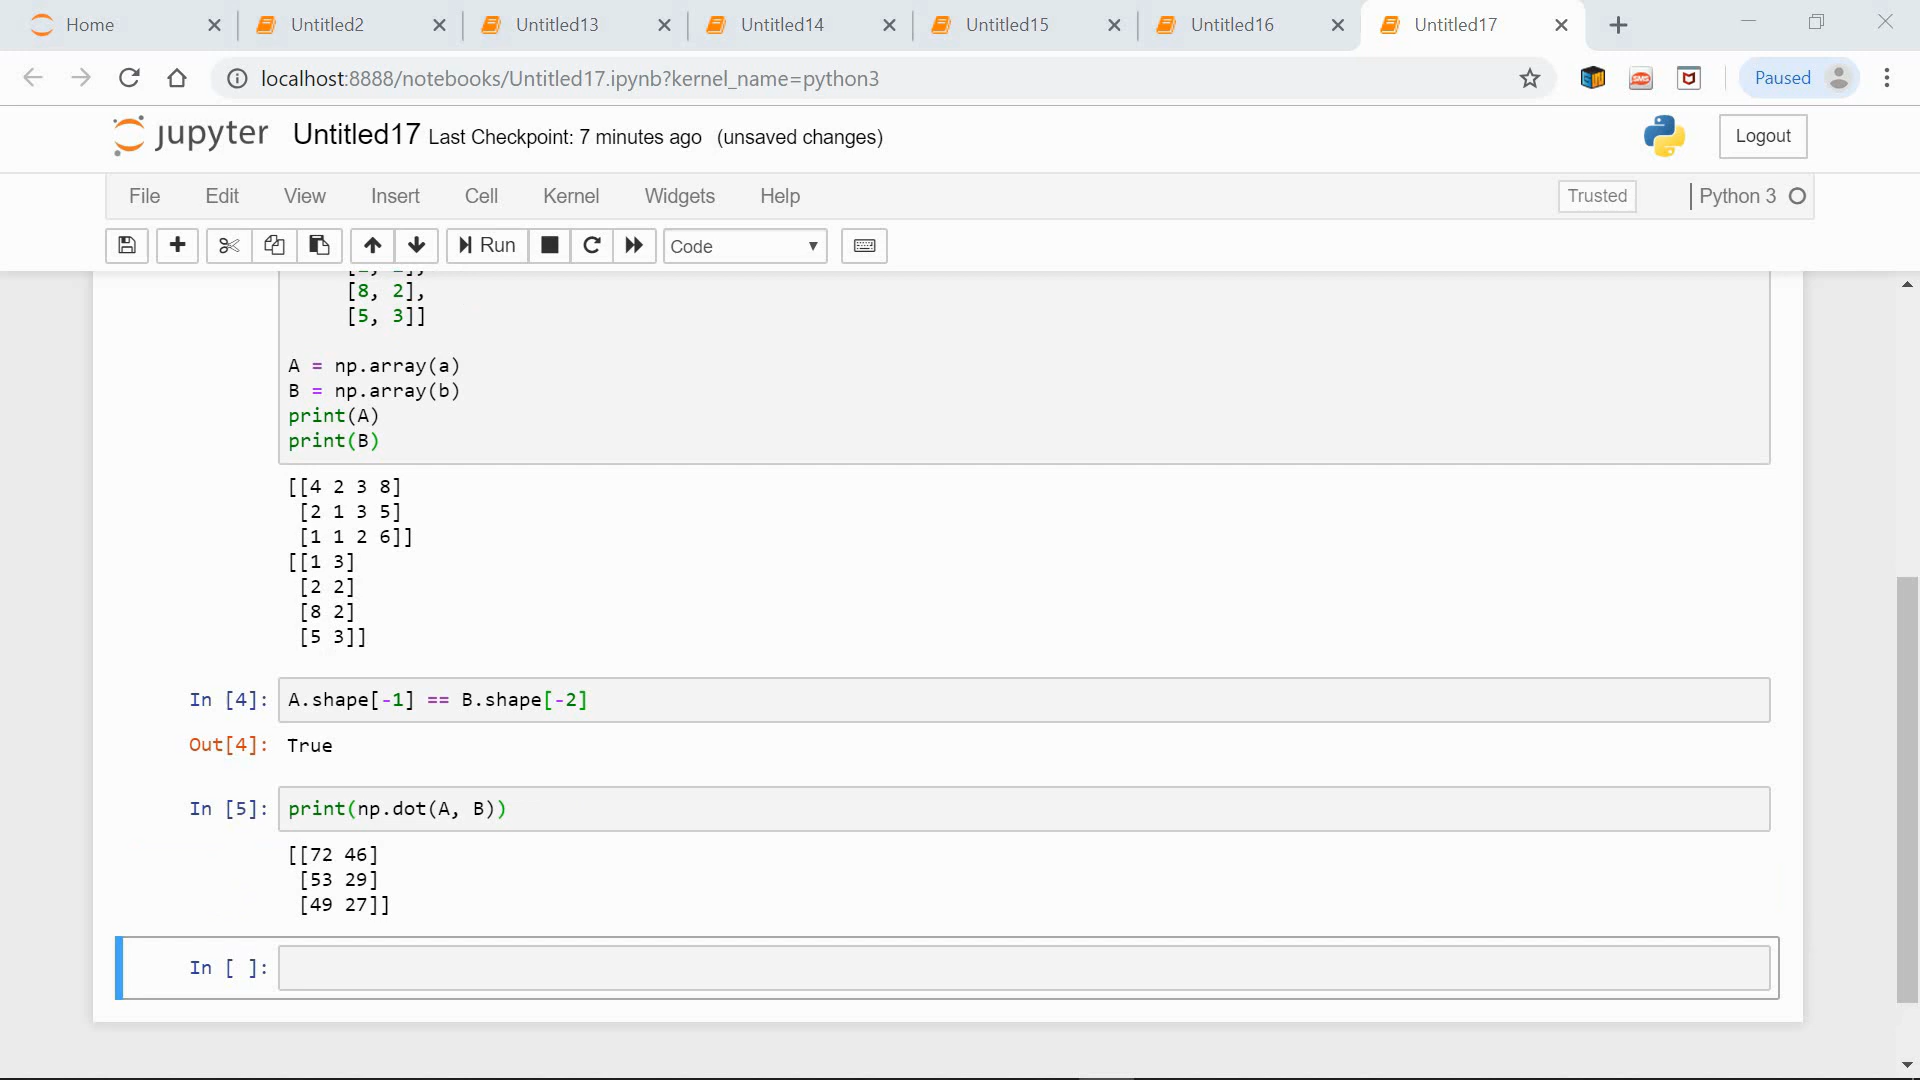 Home Untitled2 Untitled13 Untitled14 Untitled15 Untitled16 Untitled17
localhost:8888/notebooks/Untitled17.ipynb?kernel_name=python3 SMS Paused
jupyter Untitled17 Last Checkpoint: 7 minutes ago (unsaved changes) Logout
File Edit View Insert Cell Kernel Widgets Help Trusted Python 3
Run Code
[8, 2],
[5, 3]]
A = np.array(a)
B = np.array(b)
print(A)
print(B)
[[4 2 3 8]
[2 1 3 5]
[1 1 2 6]]
[[1 3]
[2 2]
[8 2]
[5 3]]
In [4]: A.shape[-1] == B.shape[-2]
Out[4]: True
In [5]: print(np.dot(A, B))
[[72 46]
[53 29]
[49 27]]
In [ ]: